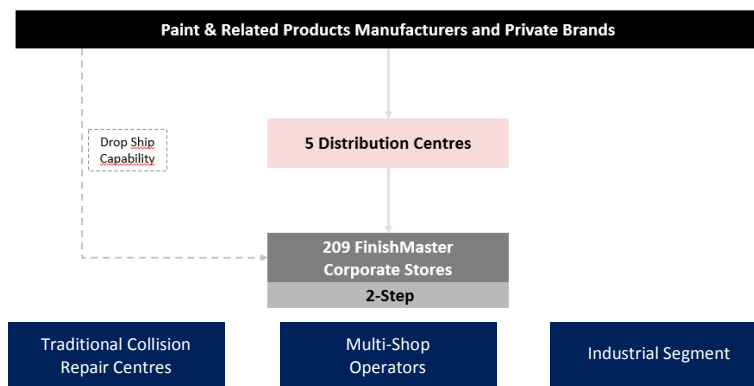 Paint & Related Products Manufacturers and Private Brands
Drop Ship
Capability
5 Distribution Centres
209 FinishMaster
Corporate Stores
2-Step
Traditional Collision
Repair Centres
Multi-Shop
Operators
Industrial Segment